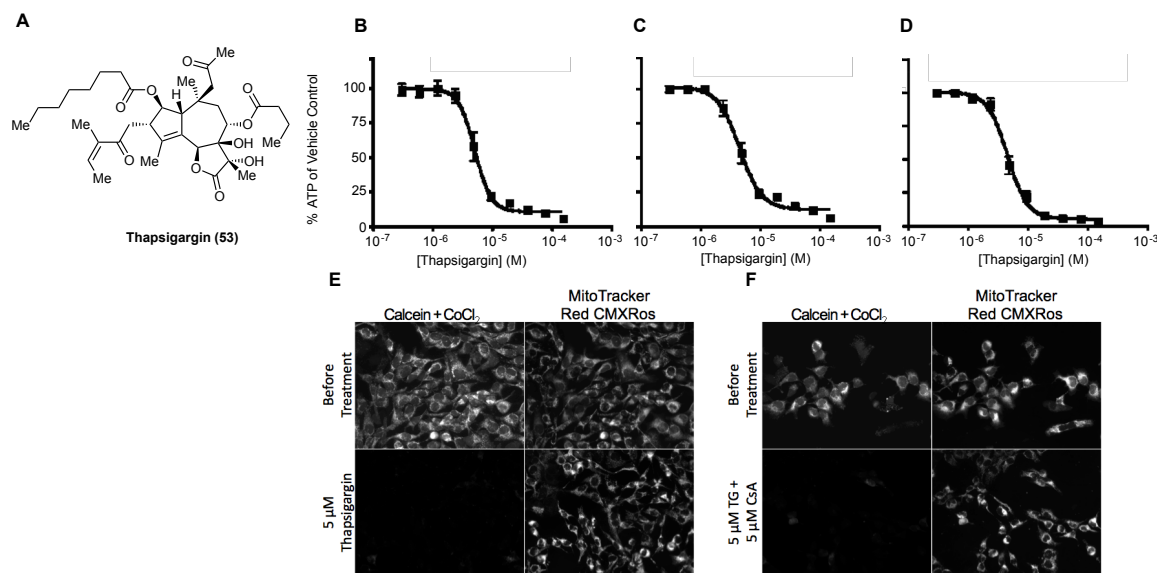 A
Me
O
Me
O
O
H
Me
O
O
Me
Me
O
OH
Me
OH
Me
O
Me
O
Me
Thapsigargin (53)
B
% ATP of Vehicle Control
100
75
50
25
0
10-7
10-6
10-5
10-4
10-3
[Thapsigargin] (M)
C
10-7
10-6
10-5
10-4
10-3
[Thapsigargin] (M)
D
10-7
10-6
10-5
10-4
10-3
[Thapsigargin] (M)
E
Calcein + CoCl2
MitoTracker
Red CMXRos
Before
Treatment
5 µM
Thapsigargin
F
Calcein + CoCl2
MitoTracker
Red CMXRos
Before
Treatment
5 µM TG +
5 µM CsA